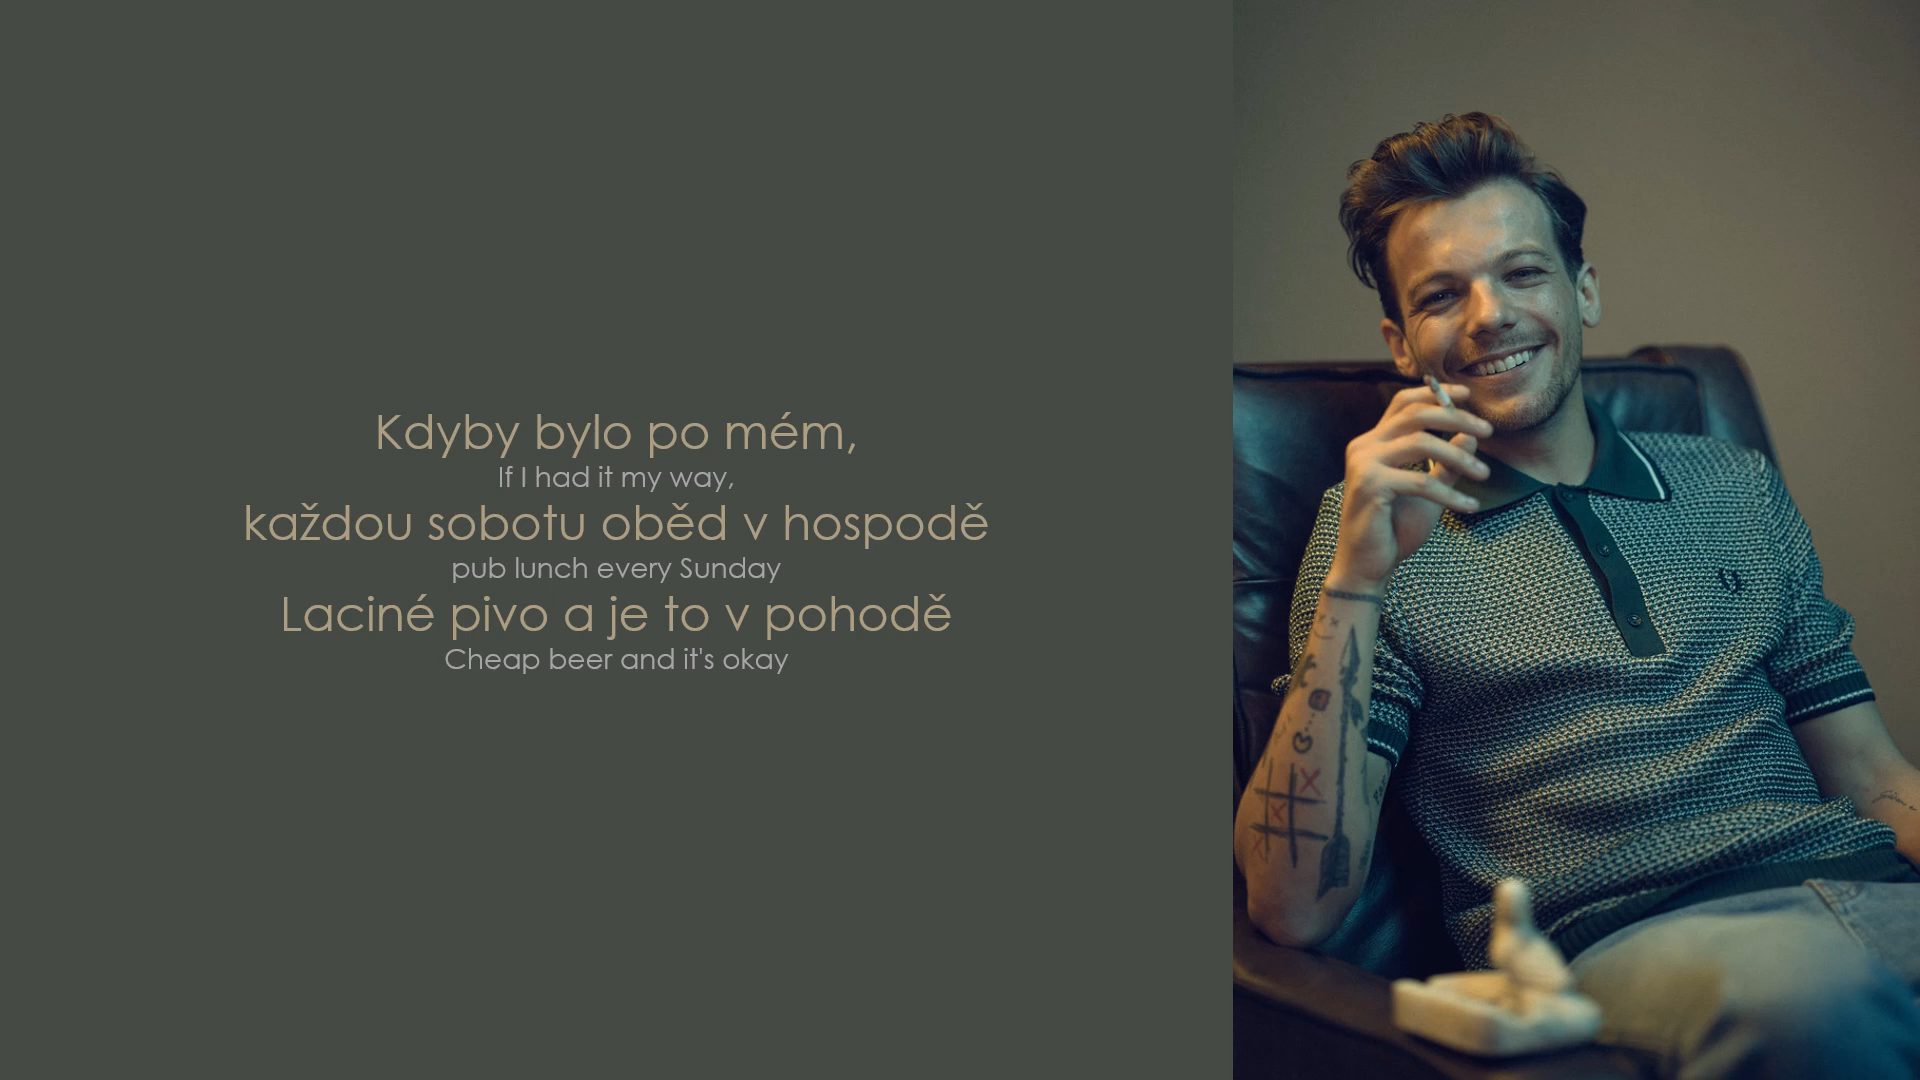 Kdyby bylo po mém,
If I had it my way,
každou sobotu oběd v hospodě
pub lunch every Sunday
Laciné pivo a je to v pohodě
Cheap beer and it's okay